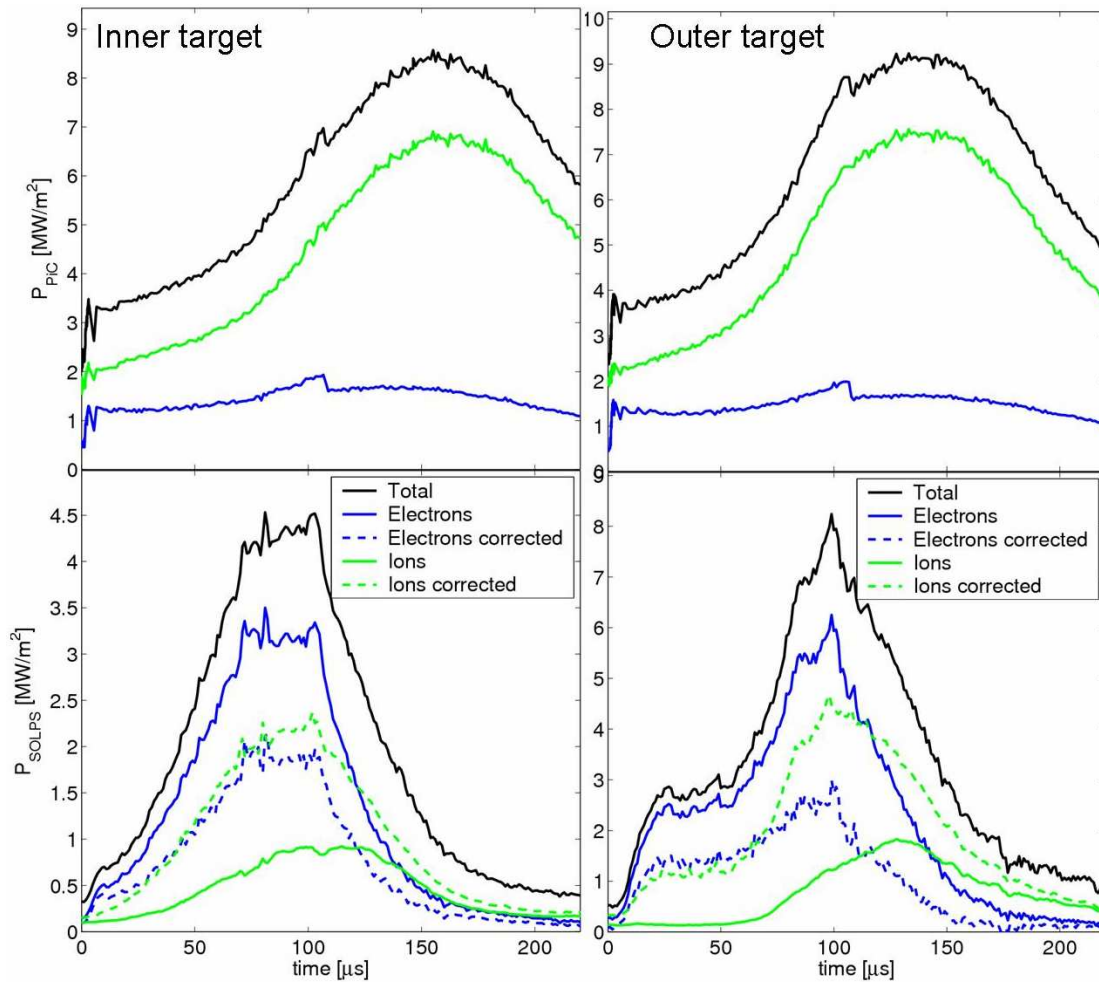 Inner target
Outer target
P_PiC [MW/m²]
9
8
7
6
5
4
3
2
1
0
10
9
8
7
6
5
4
3
2
1
0
P_SOLPS [MW/m²]
4.5
4
3.5
3
2.5
2
1.5
1
0.5
0
Total
Electrons
Electrons corrected
Ions
Ions corrected
0 50 100 150 200
time [μs]
9
8
7
6
5
4
3
2
1
0
Total
Electrons
Electrons corrected
Ions
Ions corrected
0 50 100 150 200
time [μs]